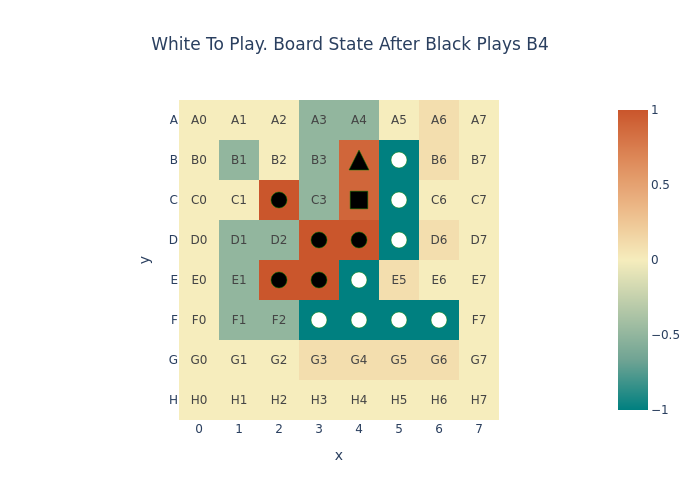 White To Play. Board State After Black Plays B4
A A0 A1 A2 A3 A4 A5 A6 A7 1
B B0 B1 B2 B3 B6 B7
0.5
C C0 C1 C3 C6 C7
y D D0 D1 D2 D6 D7 0
E E0 E1 E5 E6 E7
F F0 F1 F2 F7 −0.5
G G0 G1 G2 G3 G4 G5 G6 G7
H H0 H1 H2 H3 H4 H5 H6 H7 −1
0 1 2 3 4 5 6 7
x